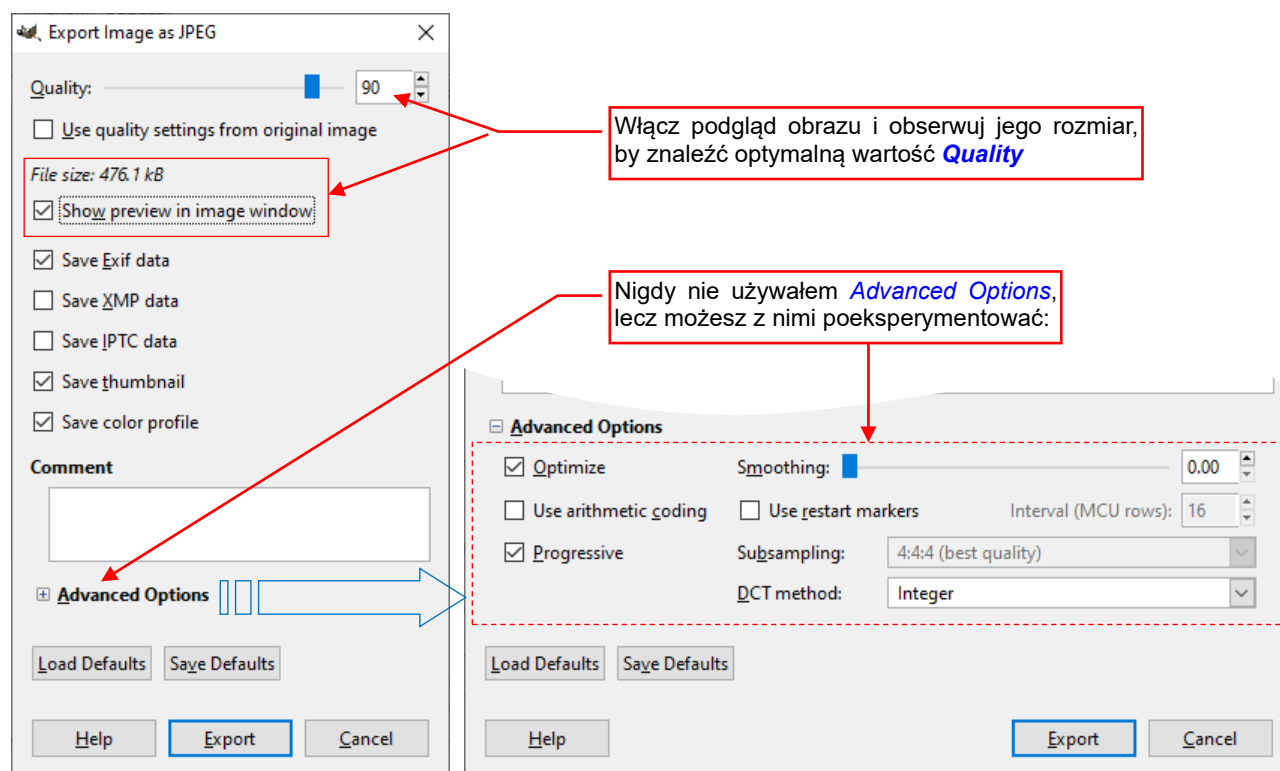 Export Image as JPEG
Quality: 90
Use quality settings from original image
File size: 476.1 kB
Show preview in image window
Save Exif data
Save XMP data
Save IPTC data
Save thumbnail
Save color profile
Comment
Advanced Options
Load Defaults Save Defaults
Help Export Cancel
Włącz podgląd obrazu i obserwuj jego rozmiar,
by znaleźć optymalną wartość Quality
Nigdy nie używałem Advanced Options,
lecz możesz z nimi poeksperymentować:
Advanced Options
Optimize Smoothing: 0.00
Use arithmetic coding Use restart markers Interval (MCU rows): 16
Progressive Subsampling: 4:4:4 (best quality)
DCT method: Integer
Load Defaults Save Defaults
Help Export Cancel